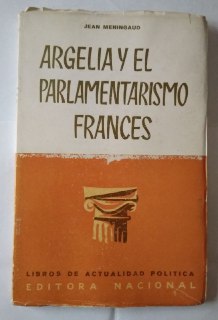 JEAN MENINGAUD
ARGELIA Y EL
PARLAMENTARISMO
FRANCES
LIBROS DE ACTUALIDAD POLITICA
EDITORA NACIONAL